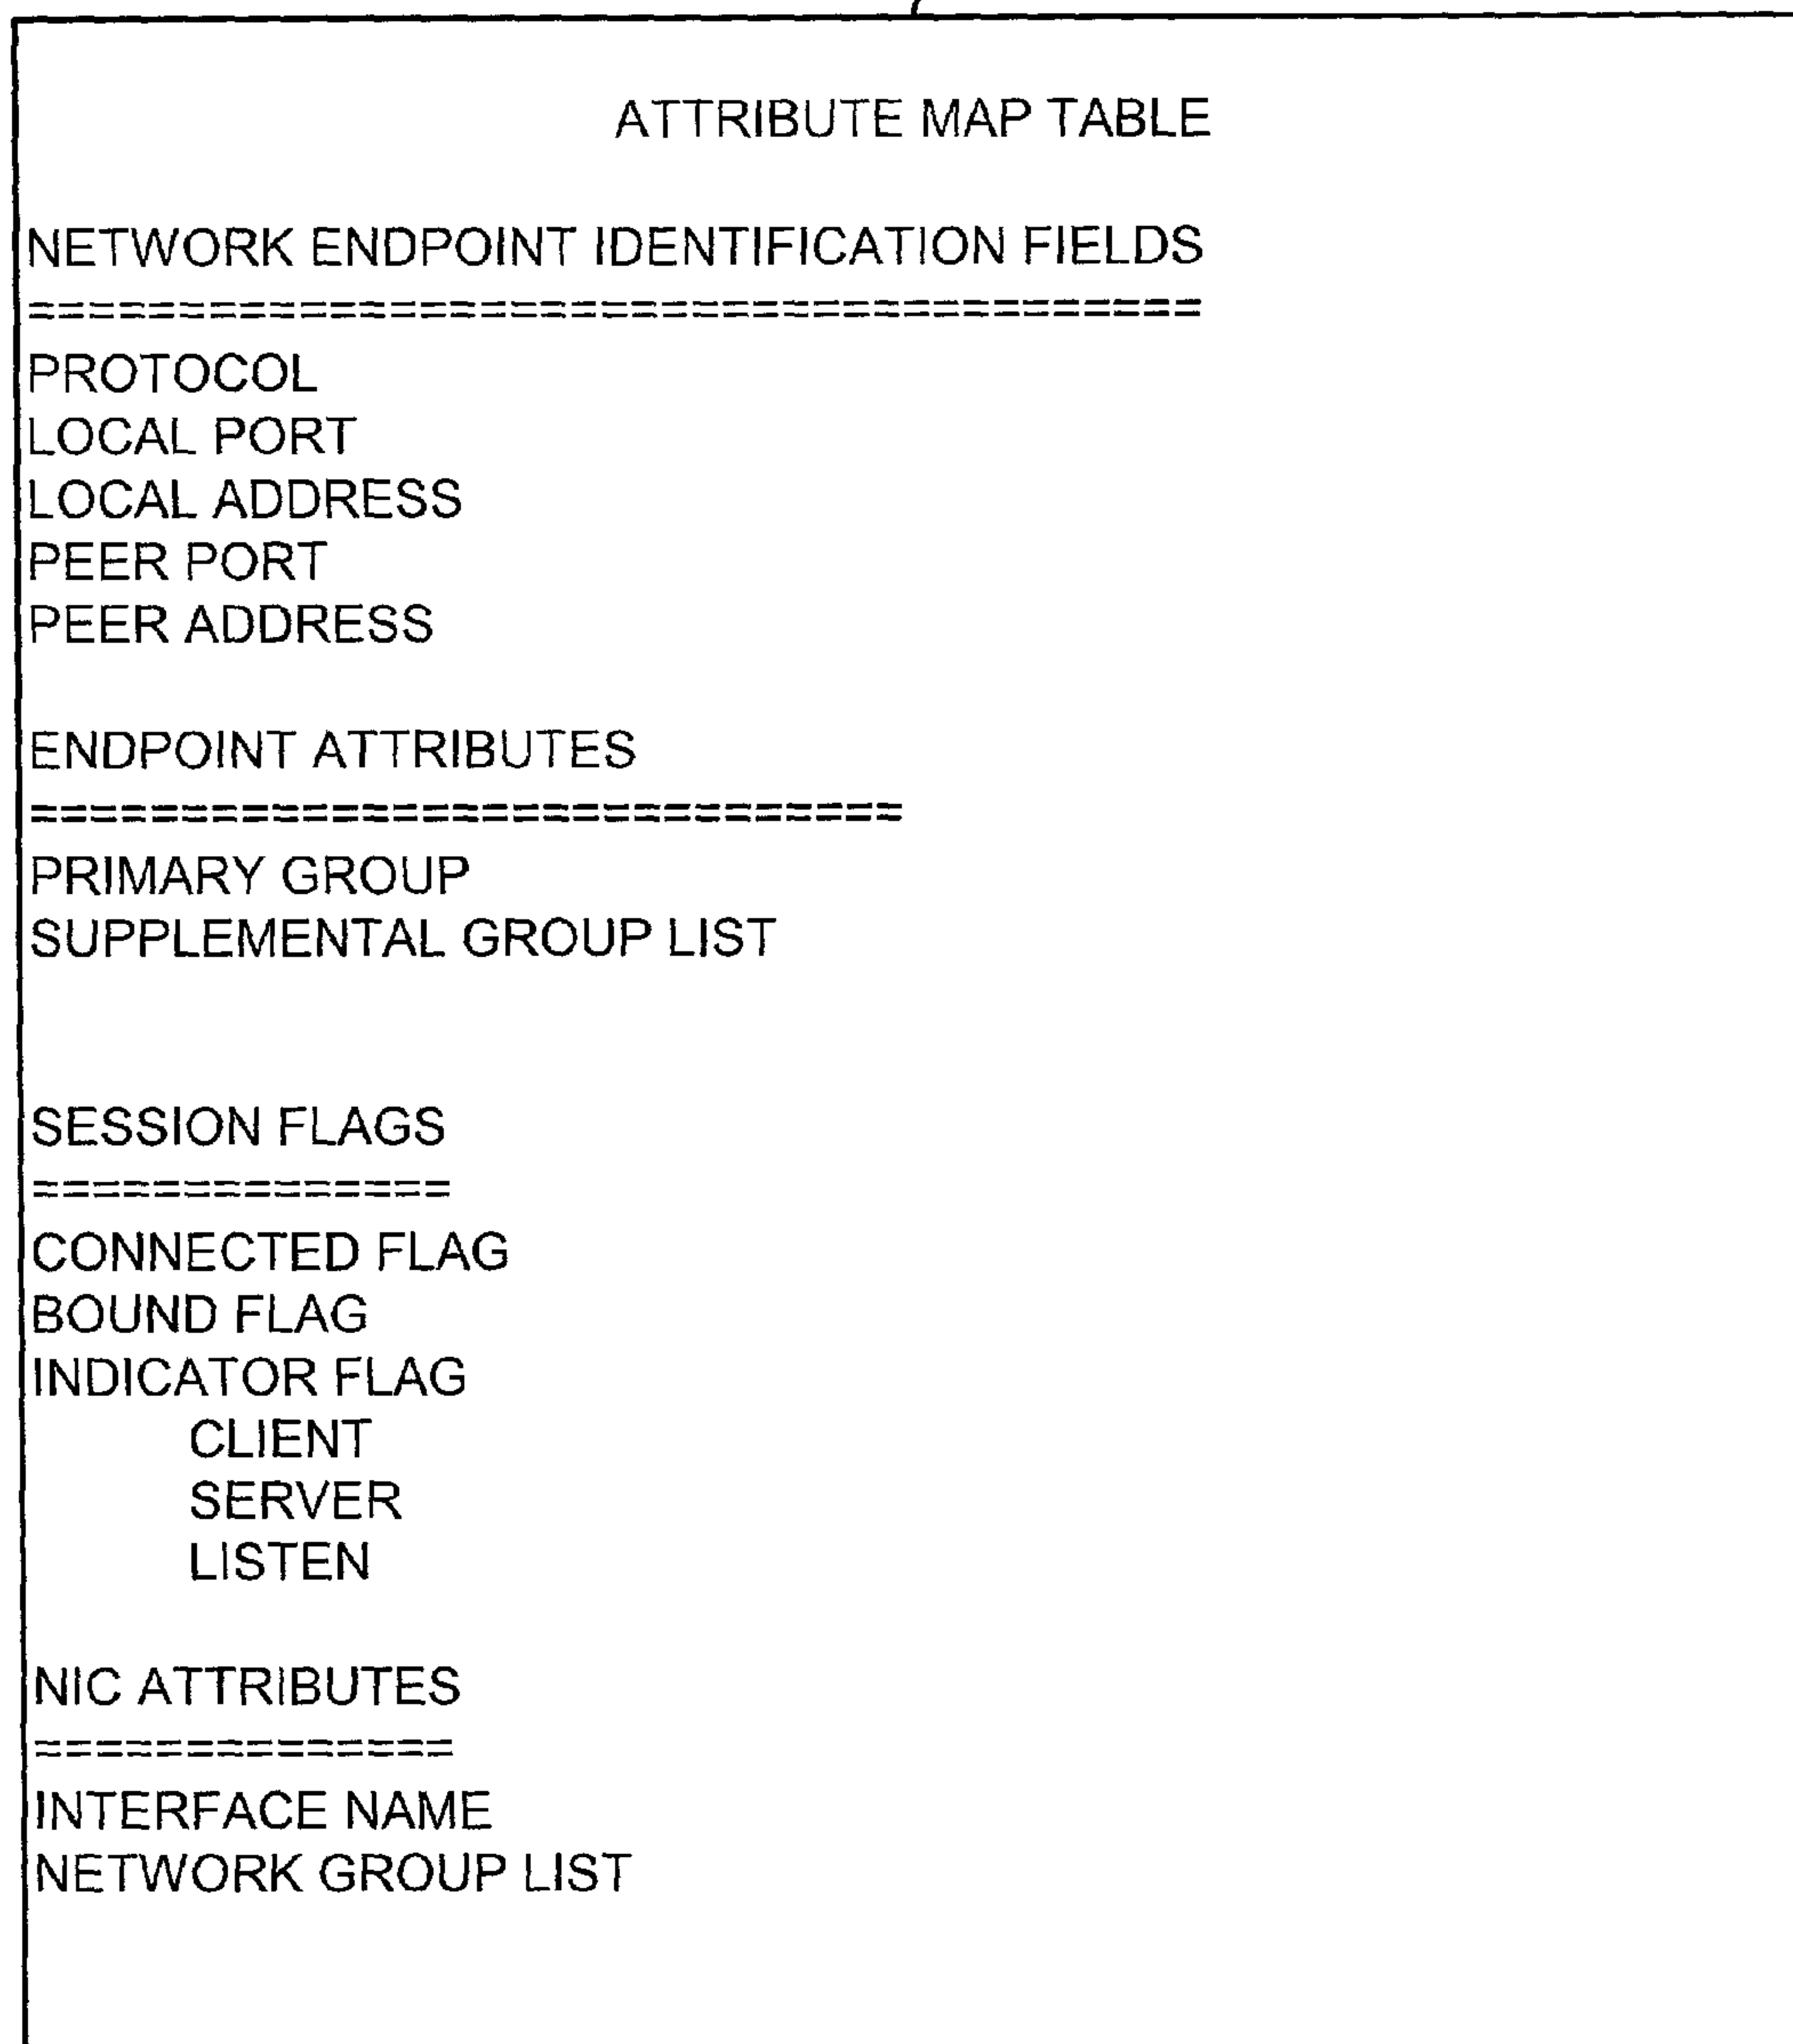 ATTRIBUTE MAP TABLE
NETWORK ENDPOINT IDENTIFICATION FIELDS
=======================================
PROTOCOL
LOCAL PORT
LOCAL ADDRESS
PEER PORT
PEER ADDRESS
ENDPOINT ATTRIBUTES
=============================
PRIMARY GROUP
SUPPLEMENTAL GROUP LIST
SESSION FLAGS
==============
CONNECTED FLAG
BOUND FLAG
INDICATOR FLAG
CLIENT
SERVER
LISTEN
NIC ATTRIBUTES
==============
INTERFACE NAME
NETWORK GROUP LIST